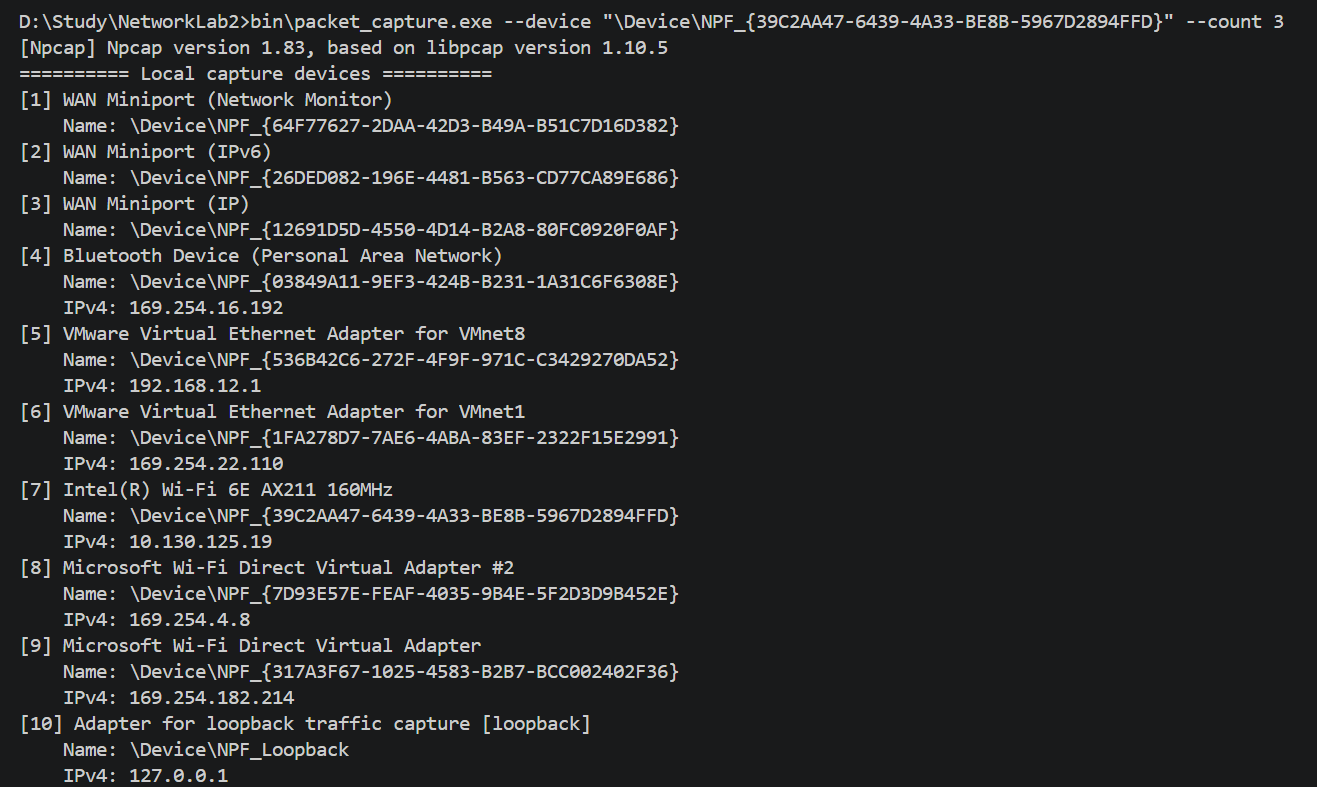 D:\Study\NetworkLab2>bin\packet_capture.exe --device "\Device\NPF_{39C2AA47-6439-4A33-BE8B-5967D2894FFD}" --count 3
[Npcap] Npcap version 1.83, based on libpcap version 1.10.5
========== Local capture devices ==========
[1] WAN Miniport (Network Monitor)
    Name: \Device\NPF_{64F77627-2DAA-42D3-B49A-B51C7D16D382}
[2] WAN Miniport (IPv6)
    Name: \Device\NPF_{26DED082-196E-4481-B563-CD77CA89E686}
[3] WAN Miniport (IP)
    Name: \Device\NPF_{12691D5D-4550-4D14-B2A8-80FC0920F0AF}
[4] Bluetooth Device (Personal Area Network)
    Name: \Device\NPF_{03849A11-9EF3-424B-B231-1A31C6F6308E}
    IPv4: 169.254.16.192
[5] VMware Virtual Ethernet Adapter for VMnet8
    Name: \Device\NPF_{536B42C6-272F-4F9F-971C-C3429270DA52}
    IPv4: 192.168.12.1
[6] VMware Virtual Ethernet Adapter for VMnet1
    Name: \Device\NPF_{1FA278D7-7AE6-4ABA-83EF-2322F15E2991}
    IPv4: 169.254.22.110
[7] Intel(R) Wi-Fi 6E AX211 160MHz
    Name: \Device\NPF_{39C2AA47-6439-4A33-BE8B-5967D2894FFD}
    IPv4: 10.130.125.19
[8] Microsoft Wi-Fi Direct Virtual Adapter #2
    Name: \Device\NPF_{7D93E57E-FEAF-4035-9B4E-5F2D3D9B452E}
    IPv4: 169.254.4.8
[9] Microsoft Wi-Fi Direct Virtual Adapter
    Name: \Device\NPF_{317A3F67-1025-4583-B2B7-BCC002402F36}
    IPv4: 169.254.182.214
[10] Adapter for loopback traffic capture [loopback]
    Name: \Device\NPF_Loopback
    IPv4: 127.0.0.1